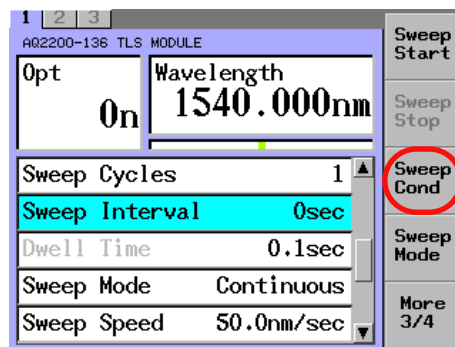 1 2 3
AQ2200-136 TLS MODULE
Opt
On
Wavelength
1540.000nm
Sweep Cycles 1
Sweep Interval 0sec
Dwell Time 0.1sec
Sweep Mode Continuous
Sweep Speed 50.0nm/sec
Sweep
Start
Sweep
Stop
Sweep
Cond
Sweep
Mode
More
3/4